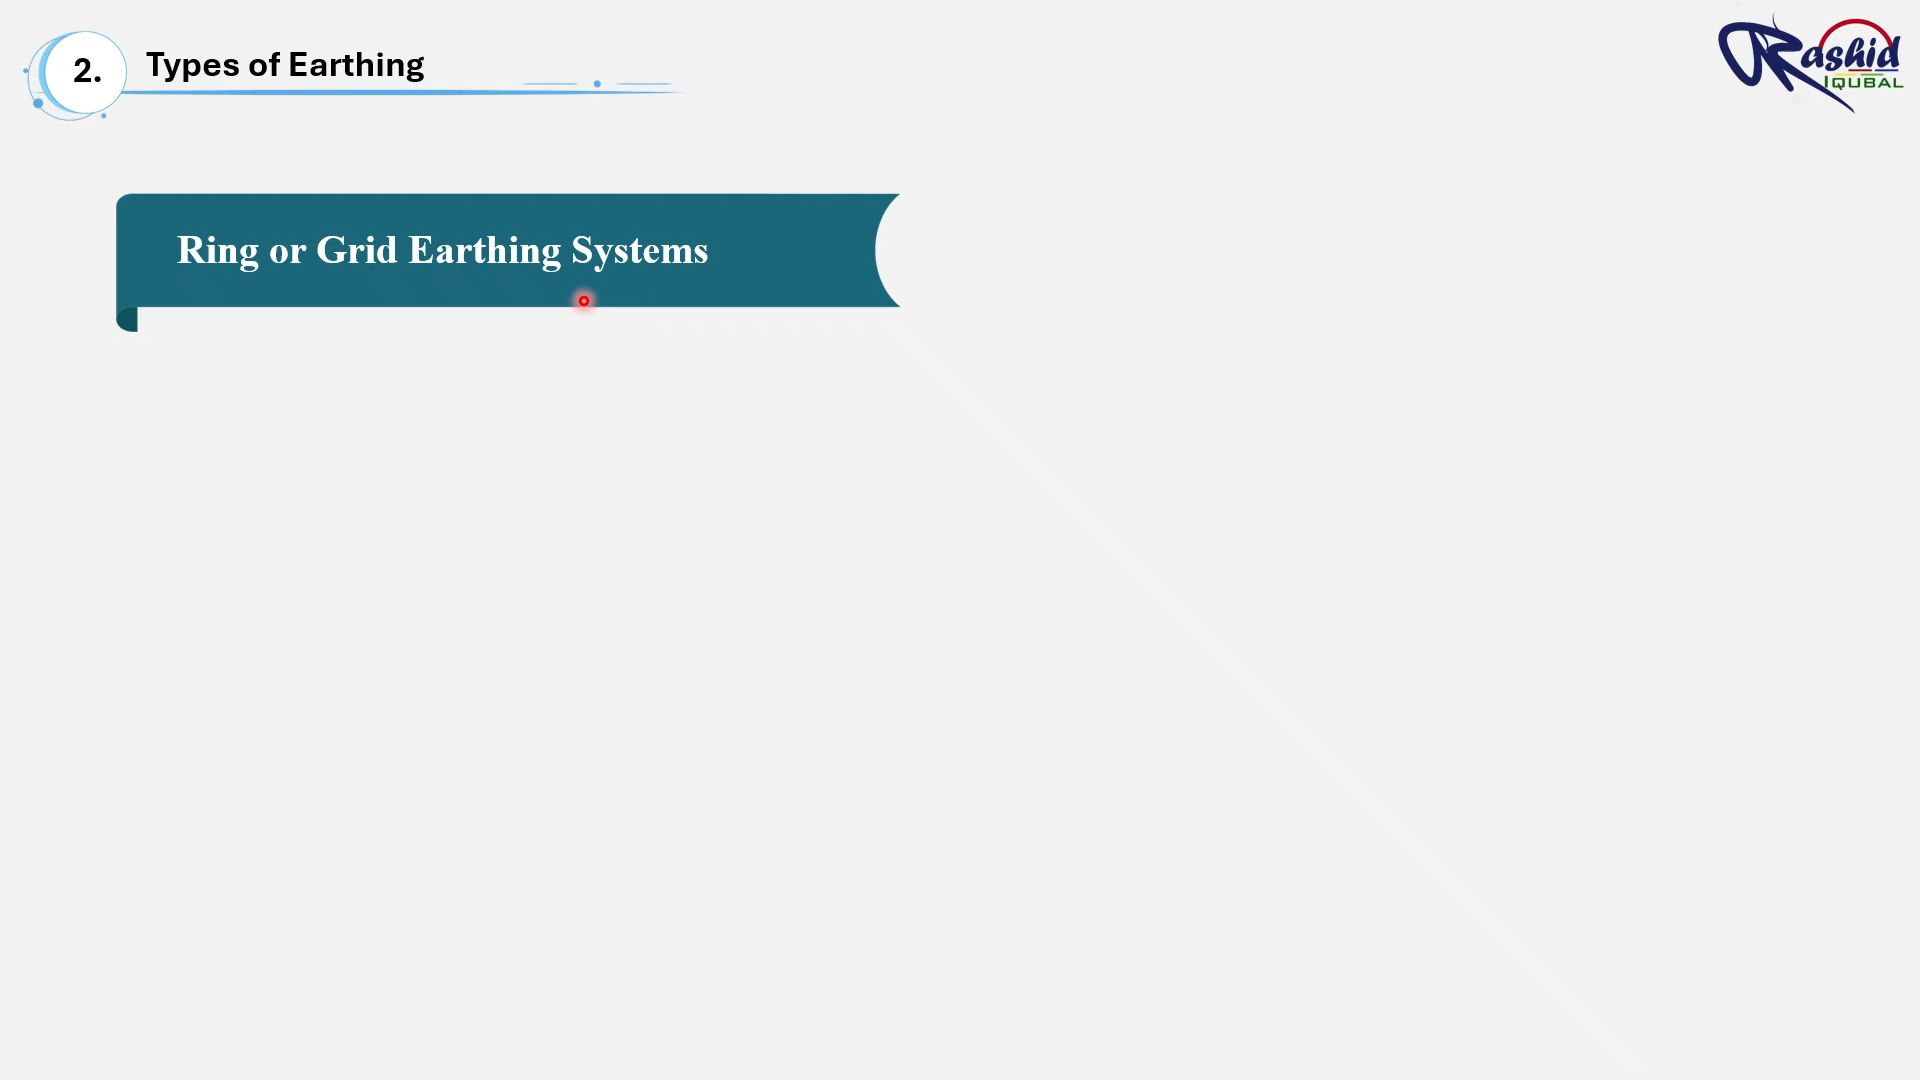 2.
Types of Earthing
Rashid
IQUBAL
Ring or Grid Earthing Systems